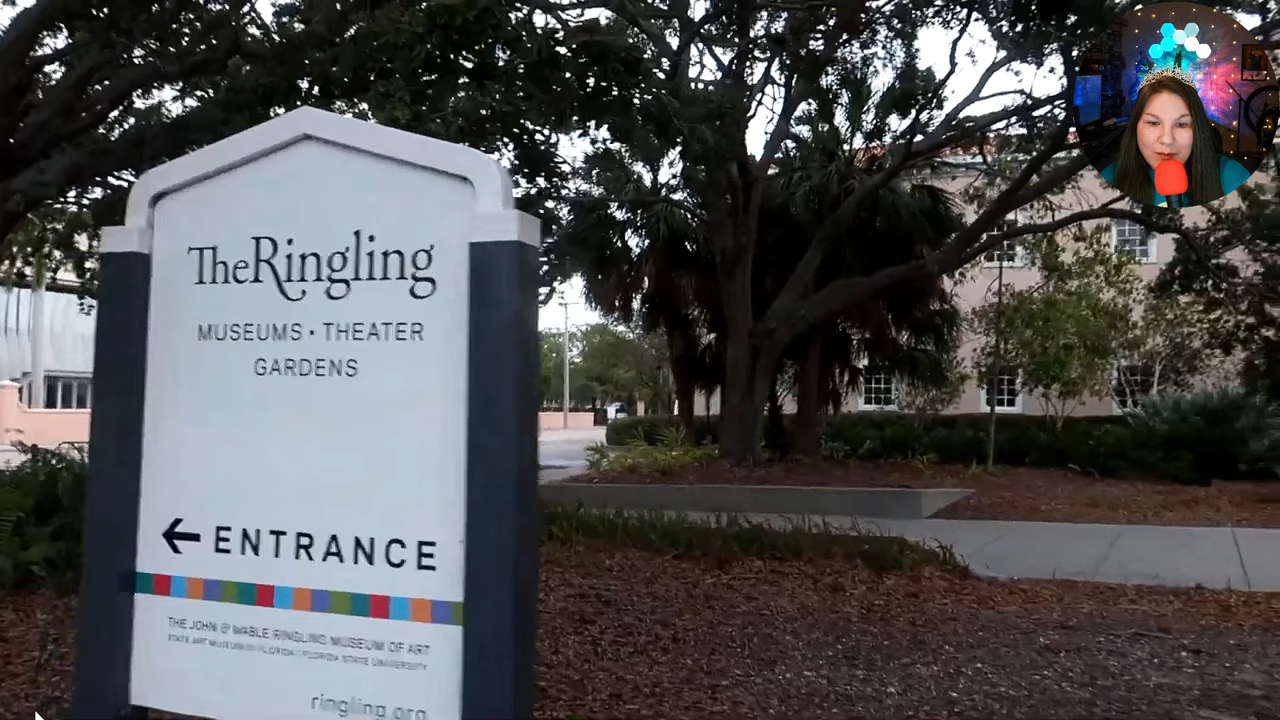 TheRingling
MUSEUMS • THEATER
GARDENS
← ENTRANCE
THE JOHN & MABLE RINGLING MUSEUM OF ART
STATE ART MUSEUM OF FLORIDA | FLORIDA STATE UNIVERSITY
ringling.org